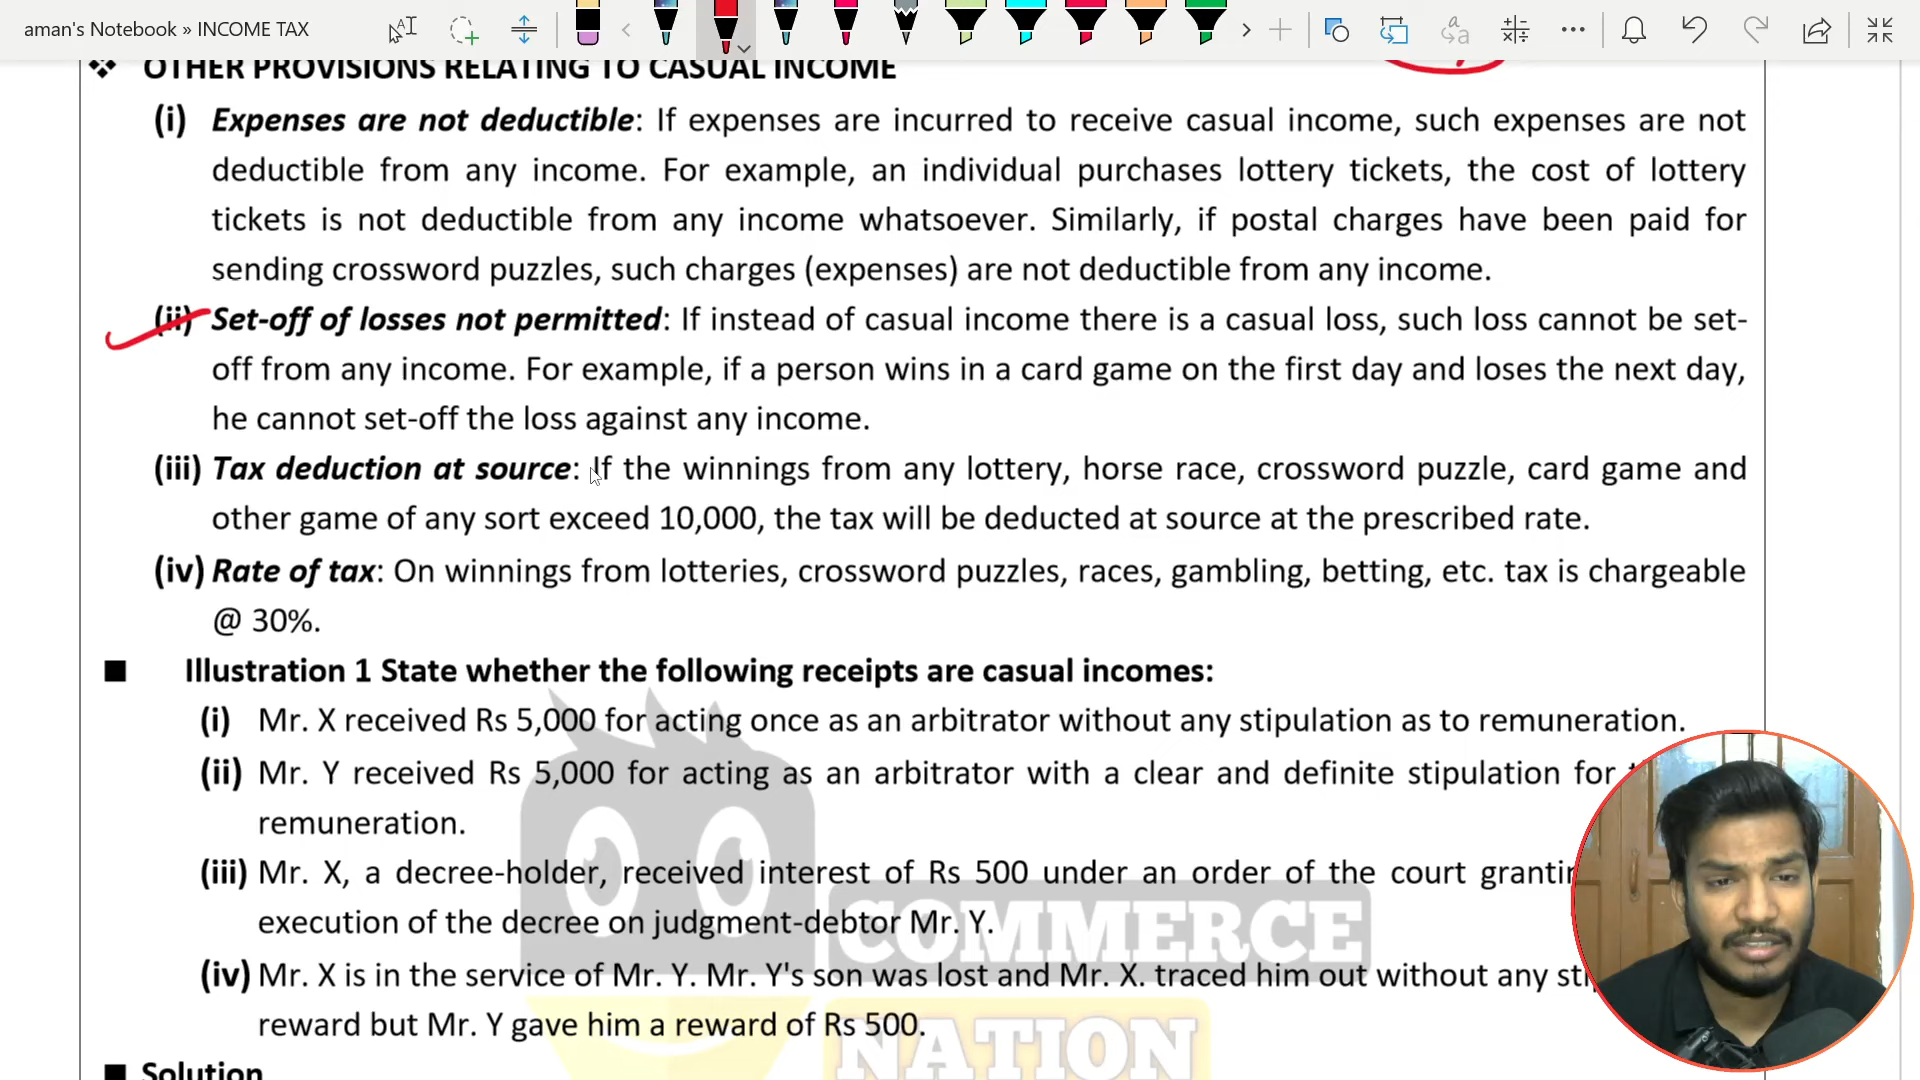 aman's Notebook » INCOME TAX
OTHER PROVISIONS RELATING TO CASUAL INCOME
(i) Expenses are not deductible: If expenses are incurred to receive casual income, such expenses are not
deductible from any income. For example, an individual purchases lottery tickets, the cost of lottery
tickets is not deductible from any income whatsoever. Similarly, if postal charges have been paid for
sending crossword puzzles, such charges (expenses) are not deductible from any income.
(ii) Set-off of losses not permitted: If instead of casual income there is a casual loss, such loss cannot be set-
off from any income. For example, if a person wins in a card game on the first day and loses the next day,
he cannot set-off the loss against any income.
(iii) Tax deduction at source: If the winnings from any lottery, horse race, crossword puzzle, card game and
other game of any sort exceed 10,000, the tax will be deducted at source at the prescribed rate.
(iv) Rate of tax: On winnings from lotteries, crossword puzzles, races, gambling, betting, etc. tax is chargeable
@ 30%.
■ Illustration 1 State whether the following receipts are casual incomes:
(i) Mr. X received Rs 5,000 for acting once as an arbitrator without any stipulation as to remuneration.
(ii) Mr. Y received Rs 5,000 for acting as an arbitrator with a clear and definite stipulation for
remuneration.
(iii) Mr. X, a decree-holder, received interest of Rs 500 under an order of the court
execution of the decree on judgment-debtor Mr. Y.
(iv) Mr. X is in the service of Mr. Y. Mr. Y's son was lost and Mr. X. traced him out without any
reward but Mr. Y gave him a reward of Rs 500.
COMMERCE
NATION
■ Solution